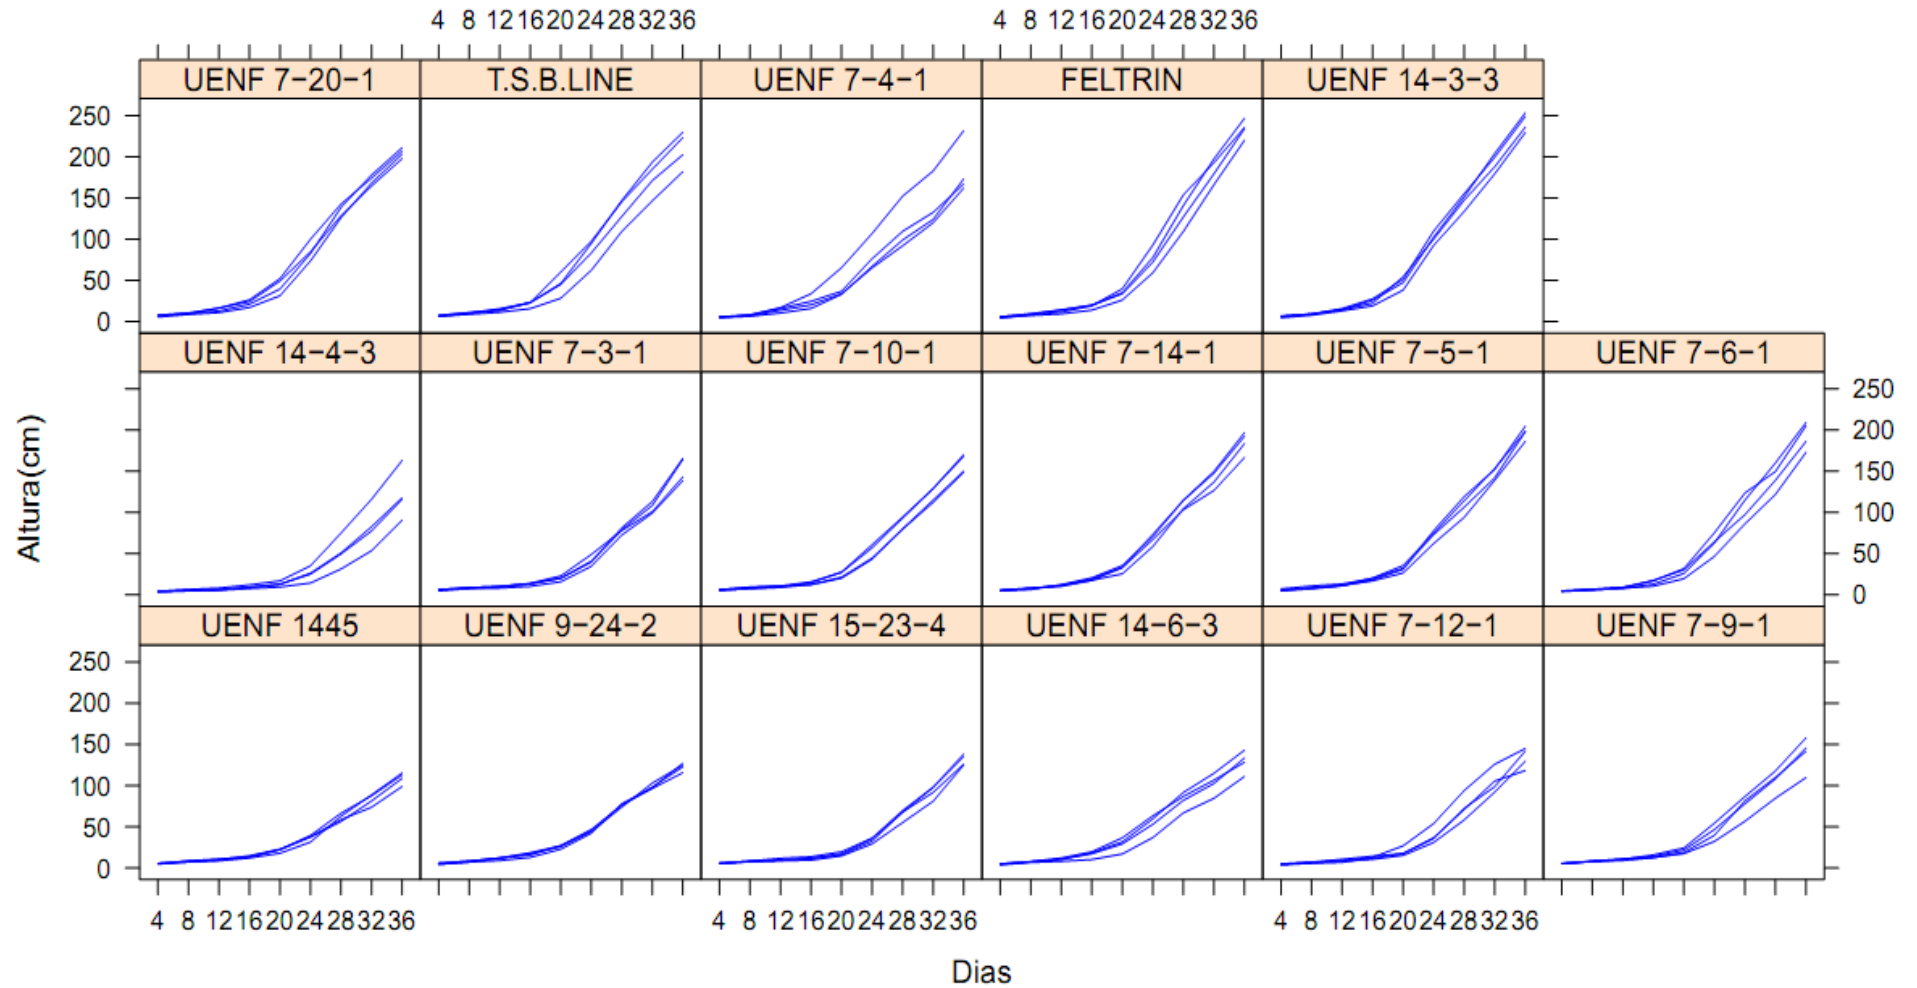 4 8 12 16 20 24 28 32 36 4 8 12 16 20 24 28 32 36
UENF 7−20−1 T.S.B.LINE UENF 7−4−1 FELTRIN UENF 14−3−3
250
200
150
100
50
0
UENF 14−4−3 UENF 7−3−1 UENF 7−10−1 UENF 7−14−1 UENF 7−5−1 UENF 7−6−1
250
200
150
100
50
0
Altura(cm)
UENF 1445 UENF 9−24−2 UENF 15−23−4 UENF 14−6−3 UENF 7−12−1 UENF 7−9−1
250
200
150
100
50
0
4 8 12 16 20 24 28 32 36 4 8 12 16 20 24 28 32 36 4 8 12 16 20 24 28 32 36
Dias